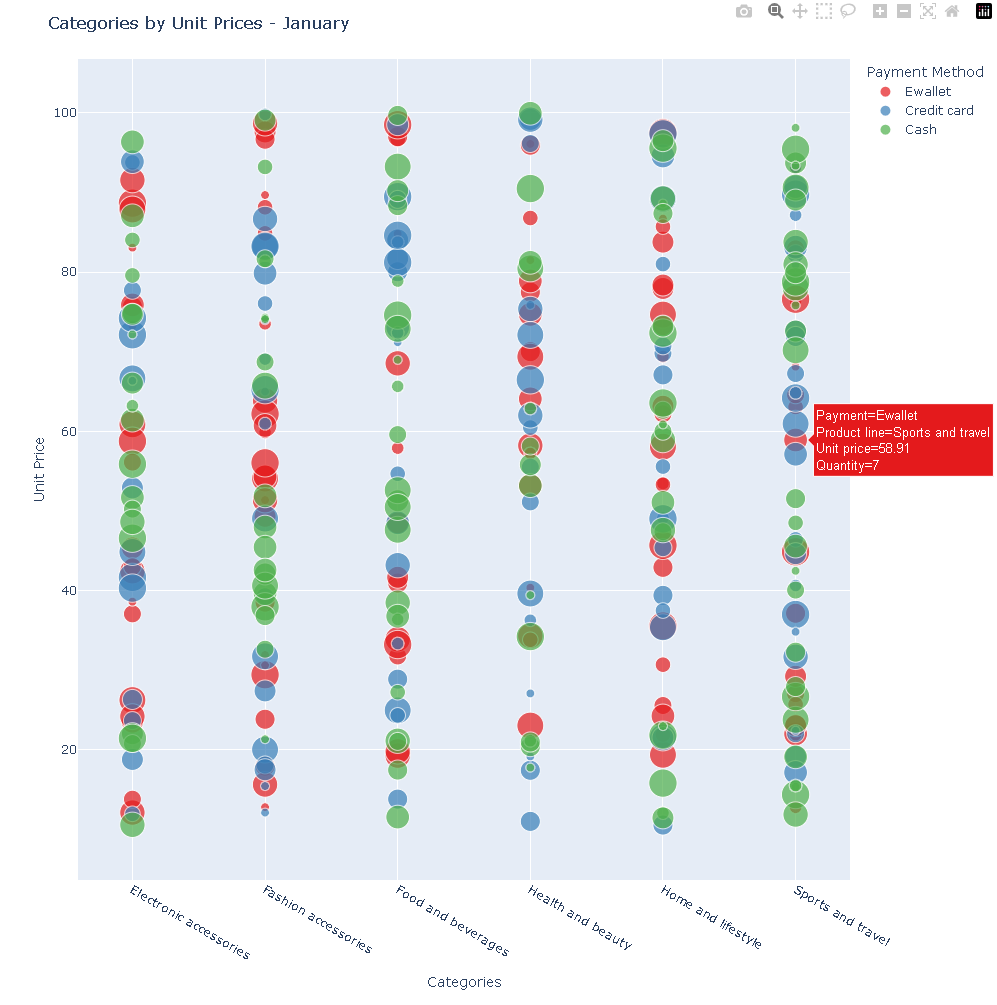 Categories by Unit Prices - January
Payment Method
Ewallet
Credit card
Cash
100
80
60
40
20
Unit Price
Payment=Ewallet
Product line=Sports and travel
Unit price=58.91
Quantity=7
Electronic accessories
Fashion accessories
Food and beverages
Health and beauty
Home and lifestyle
Sports and travel
Categories